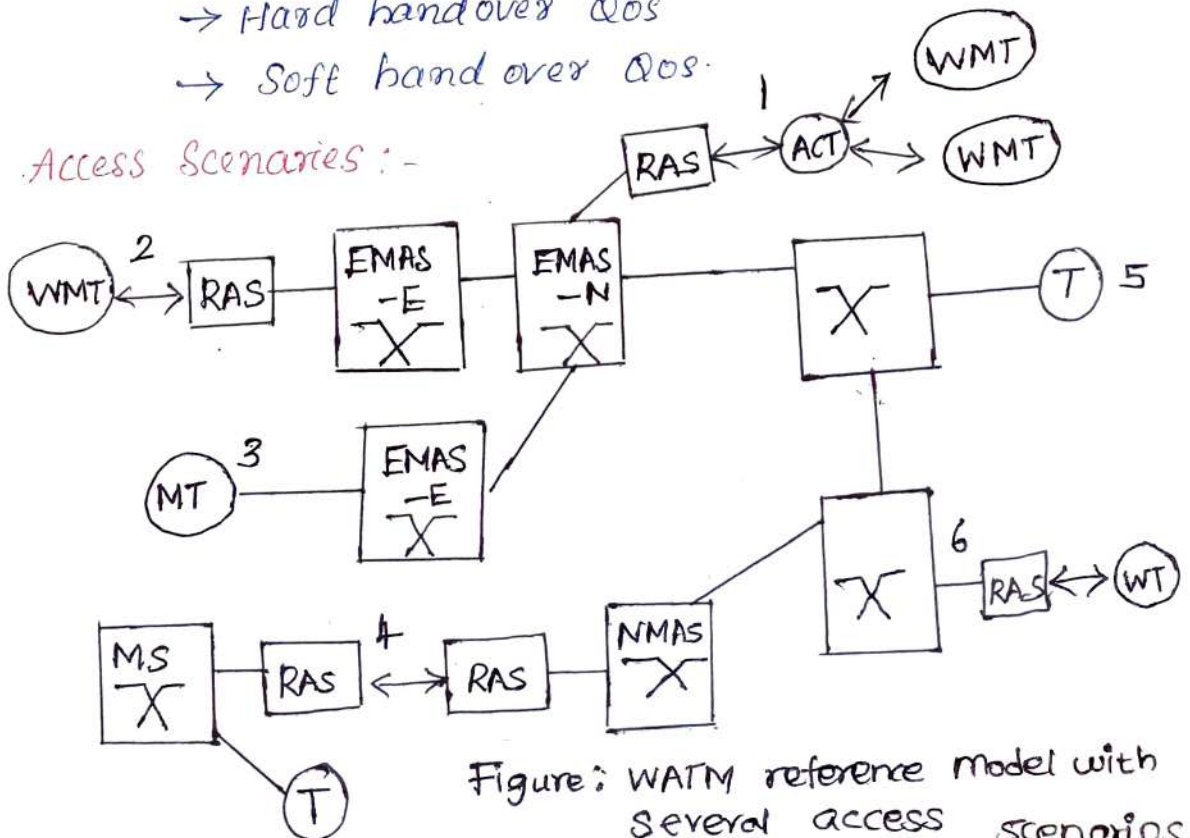 → Hard handover QoS
→ Soft hand over QoS.
Access Scenaries:-
WMT
1
RAS
ACT
WMT
WMT
2
RAS
EMAS
-E
EMAS
-N
T
5
MT
3
EMAS
-E
6
RAS
WT
MS
RAS
4
RAS
NMAS
T
Figure: WATM reference model with
several access scenarios